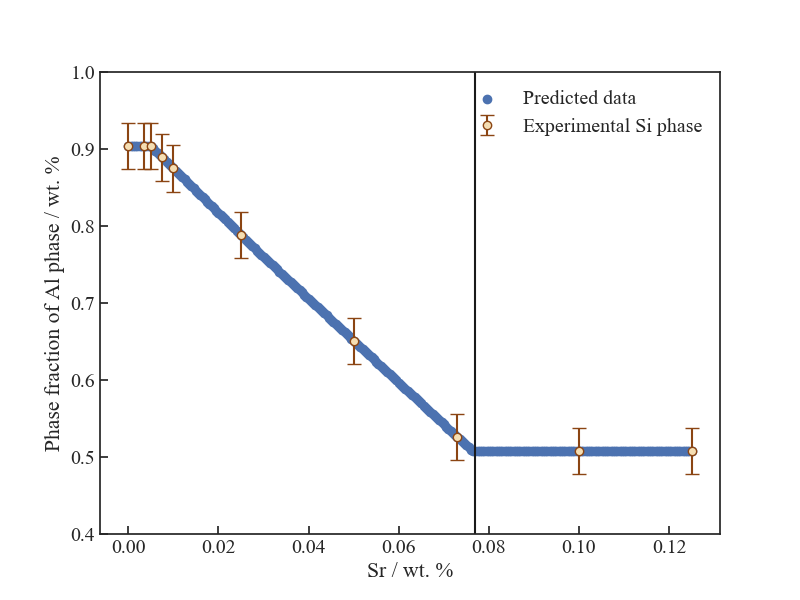 1.0
0.9
0.8
0.7
0.6
0.5
0.4
Phase fraction of Al phase / wt. %
Predicted data
Experimental Si phase
0.00 0.02 0.04 0.06 0.08 0.10 0.12
Sr / wt. %